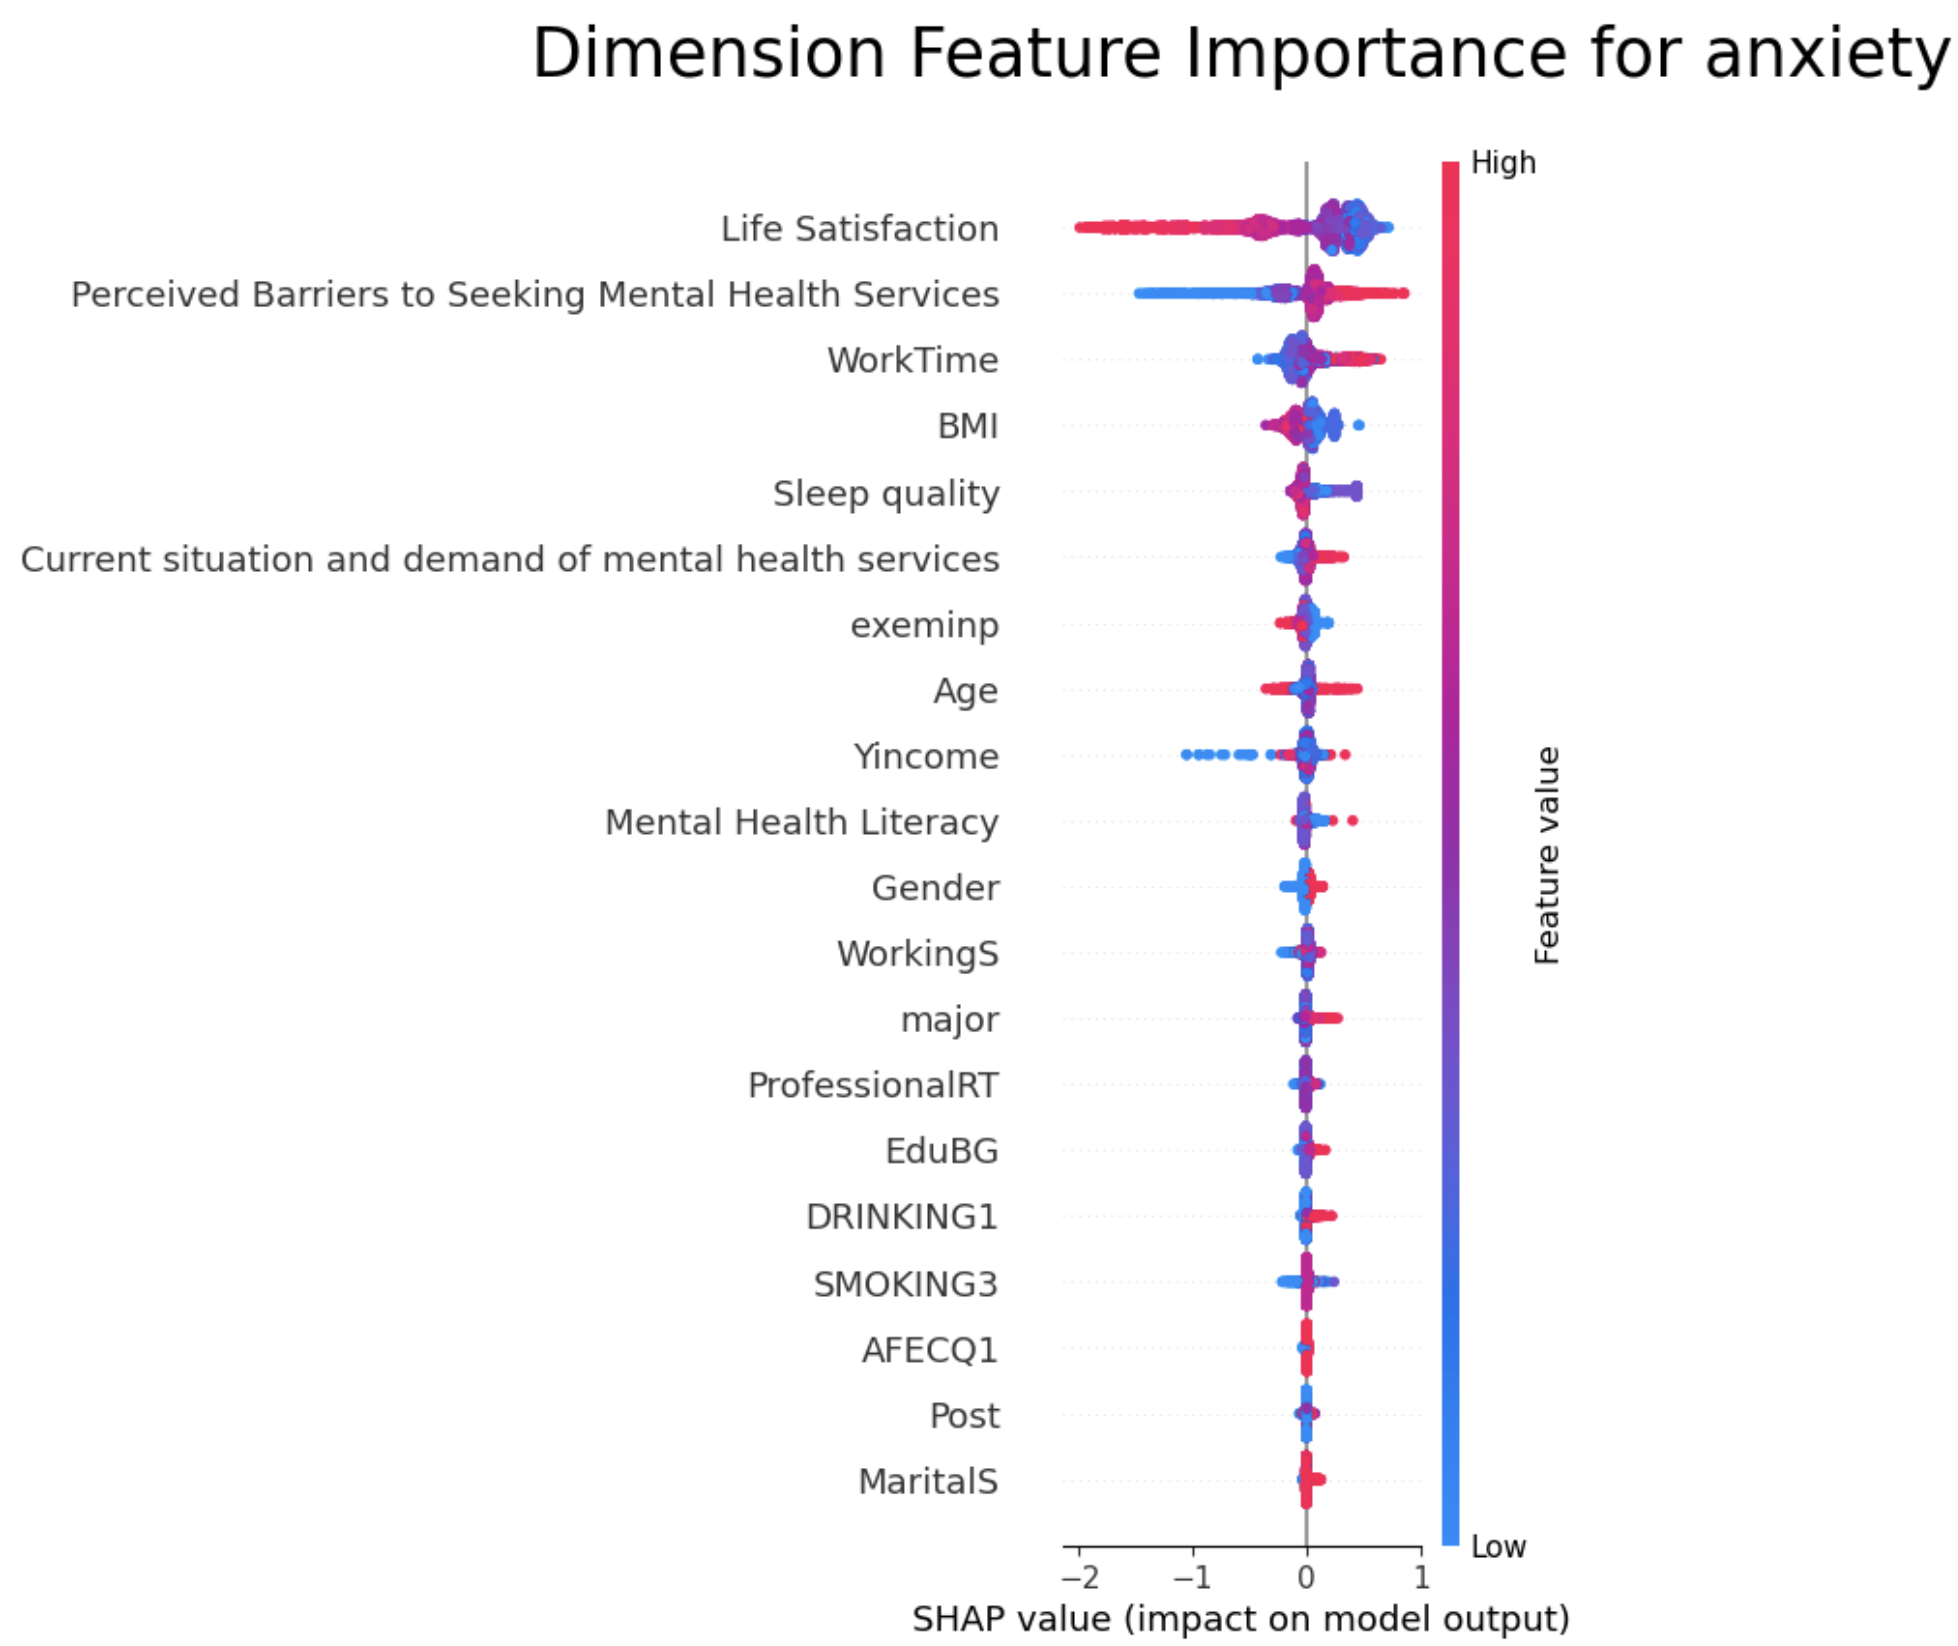 Dimension Feature Importance for anxiety
High
Life Satisfaction
Perceived Barriers to Seeking Mental Health Services
WorkTime
BMI
Sleep quality
Current situation and demand of mental health services
exeminp
Age
Yincome
Mental Health Literacy
Gender
WorkingS
major
ProfessionalRT
EduBG
DRINKING1
SMOKING3
AFECQ1
Post
MaritalS
Feature value
Low
−2 −1 0 1
SHAP value (impact on model output)